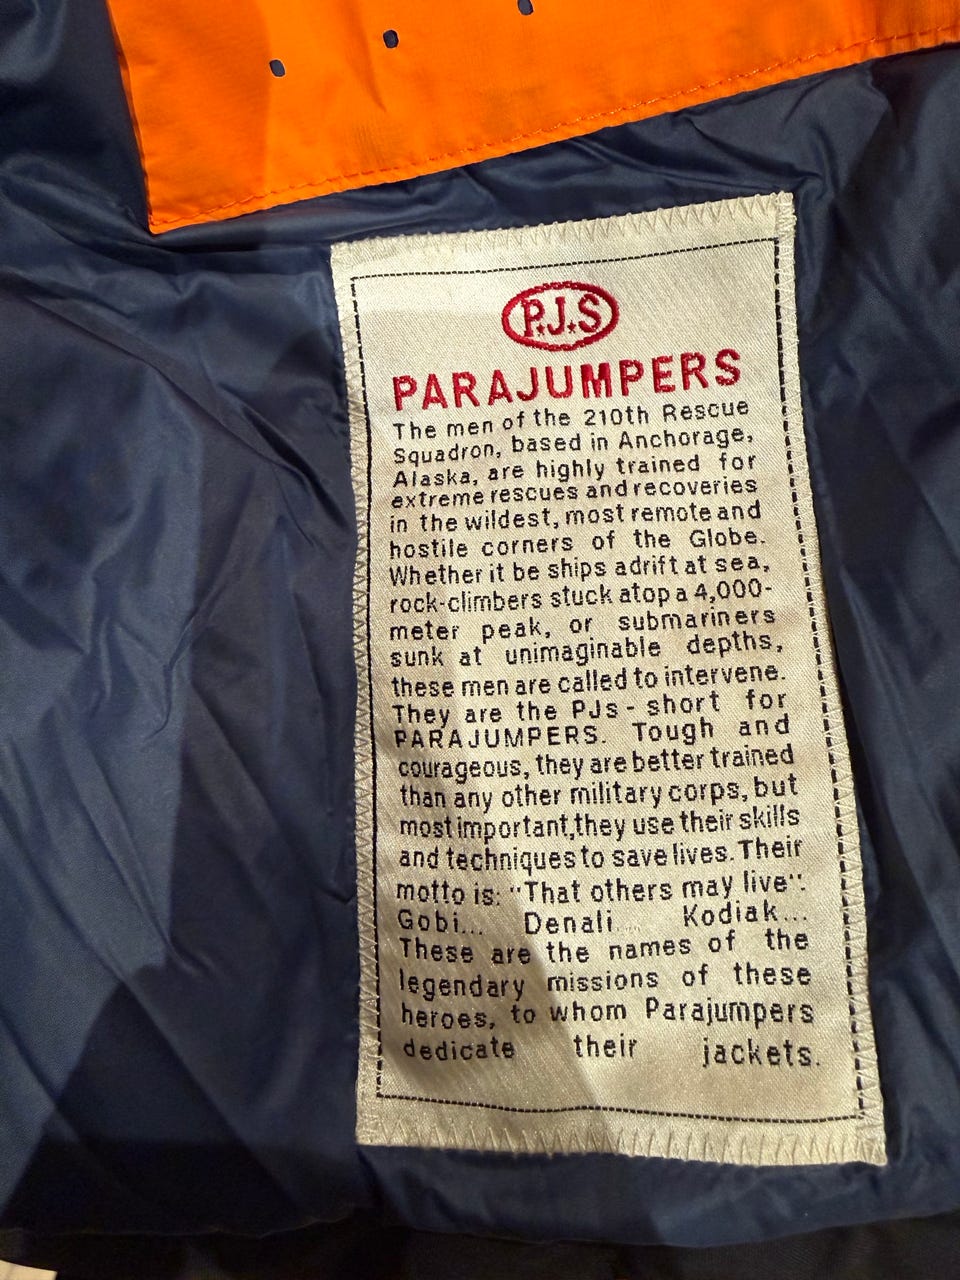 P.J.S
PARAJUMPERS
The men of the 210th Rescue
Squadron, based in Anchorage,
Alaska, are highly trained for
extreme rescues and recoveries
in the wildest, most remote and
hostile corners of the Globe.
Whether it be ships adrift at sea,
rock-climbers stuck atop a 4,000-
meter peak, or submariners
sunk at unimaginable depths,
these men are called to intervene.
They are the PJs - short for
PARAJUMPERS. Tough and
courageous, they are better trained
than any other military corps, but
most important,they use their skills
and techniques to save lives. Their
motto is: "That others may live".
Gobi... Denali... Kodiak...
These are the names of the
legendary missions of these
heroes, to whom Parajumpers
dedicate their jackets.